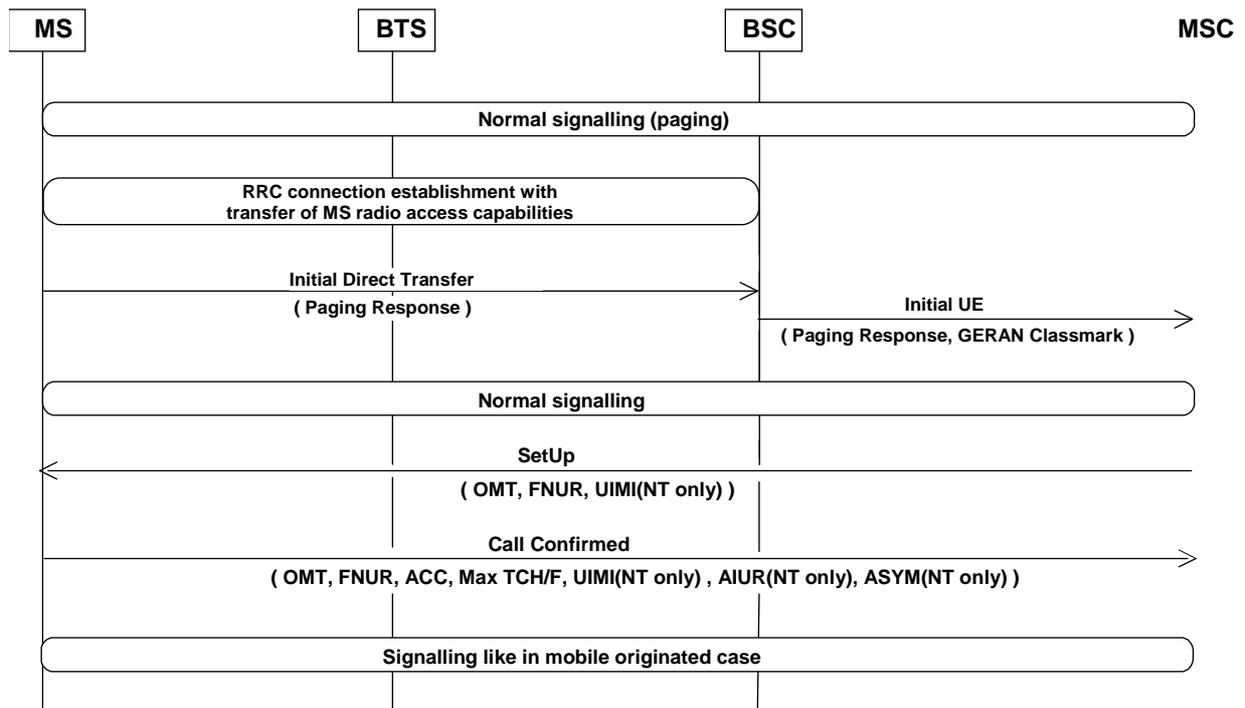 MS
BTS
BSC
MSC
Normal signalling (paging)
RRC connection establishment with
transfer of MS radio access capabilities
Initial Direct Transfer
( Paging Response )
Initial UE
( Paging Response, GERAN Classmark )
Normal signalling
SetUp
( OMT, FNUR, UIMI(NT only) )
Call Confirmed
( OMT, FNUR, ACC, Max TCH/F, UIMI(NT only) , AIUR(NT only), ASYM(NT only) )
Signalling like in mobile originated case